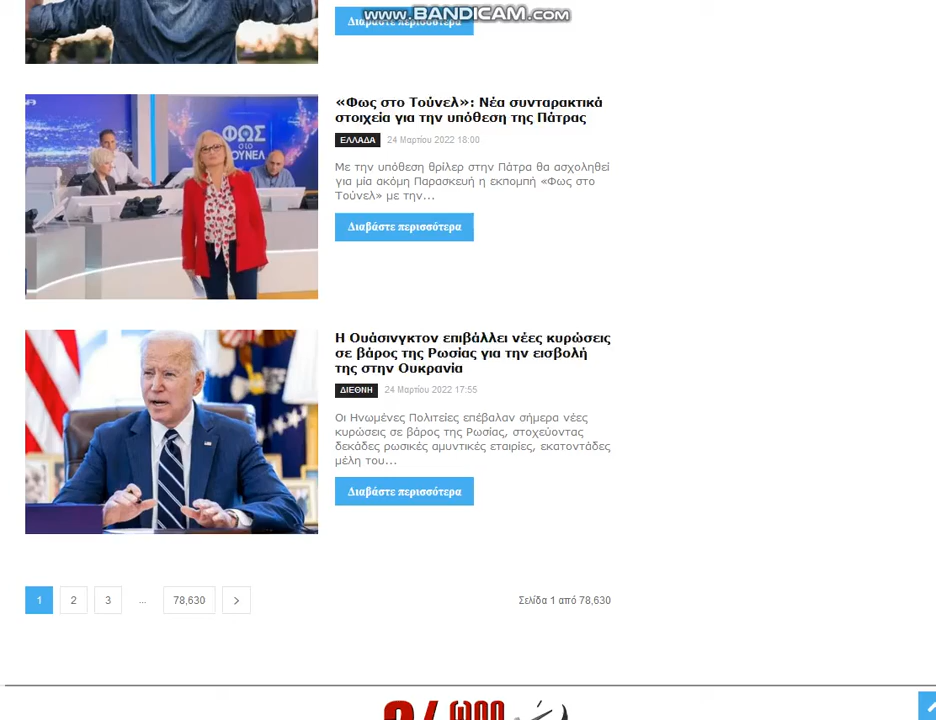 www.BANDICAM.com
Διαβάστε περισσότερα
«Φως στο Τούνελ»: Νέα συνταρακτικά
στοιχεία για την υπόθεση της Πάτρας
ΕΛΛΑΔΑ 24 Μαρτίου 2022 18:00
Με την υπόθεση θρίλερ στην Πάτρα θα ασχοληθεί
για μία ακόμη Παρασκευή η εκπομπή «Φως στο
Τούνελ» με την...
Διαβάστε περισσότερα
ΦΩΣ
στο
ΤΟΥΝΕΛ
Η Ουάσινγκτον επιβάλλει νέες κυρώσεις
σε βάρος της Ρωσίας για την εισβολή
της στην Ουκρανία
ΔΙΕΘΝΗ 24 Μαρτίου 2022 17:55
Οι Ηνωμένες Πολιτείες επέβαλαν σήμερα νέες
κυρώσεις σε βάρος της Ρωσίας, στοχεύοντας
δεκάδες ρωσικές αμυντικές εταιρίες, εκατοντάδες
μέλη του...
Διαβάστε περισσότερα
1 2 3 ... 78,630
Σελίδα 1 από 78,630